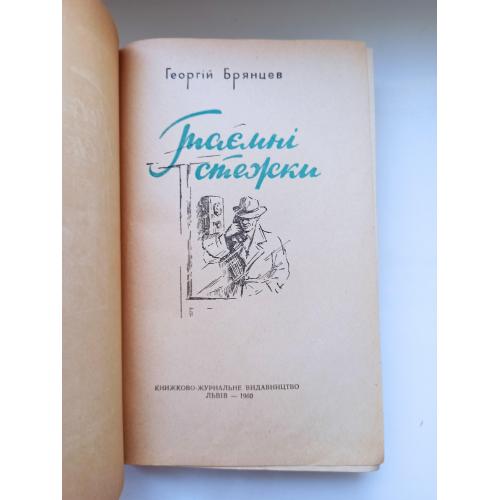 Георгій Брянцев
Таємні
стежки
КНИЖКОВО-ЖУРНАЛЬНЕ ВИДАВНИЦТВО
ЛЬВІВ — 1960